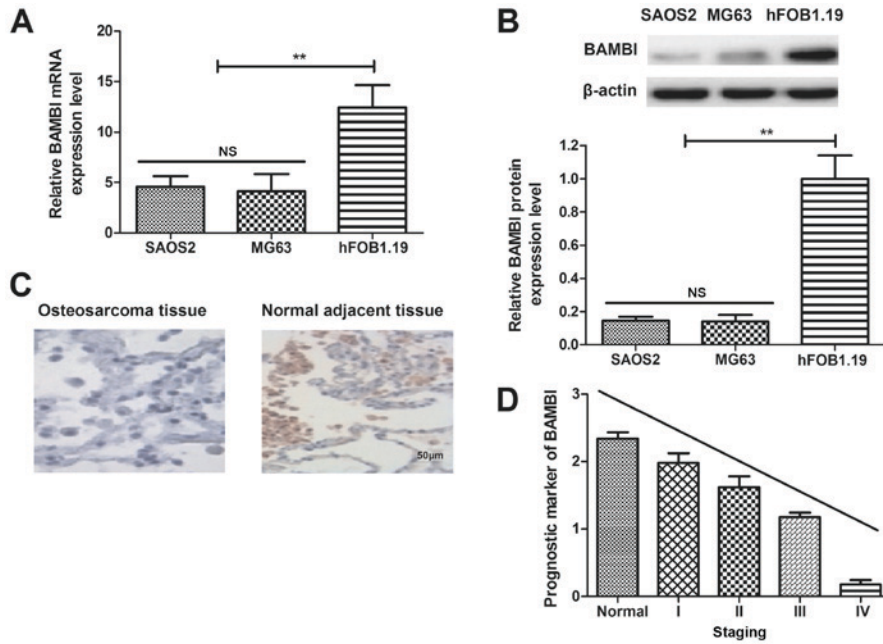 A
Relative BAMBI mRNA
expression level
20
15
10
5
0
**
NS
SAOS2 MG63 hFOB1.19
B
SAOS2 MG63 hFOB1.19
BAMBI
β-actin
Relative BAMBI protein
expression level
1.2
1.0
0.8
0.6
0.4
0.2
0.0
**
NS
SAOS2 MG63 hFOB1.19
C
Osteosarcoma tissue Normal adjacent tissue
50μm
D
Prognostic marker of BAMBI
3
2
1
0
Normal I II III IV
Staging